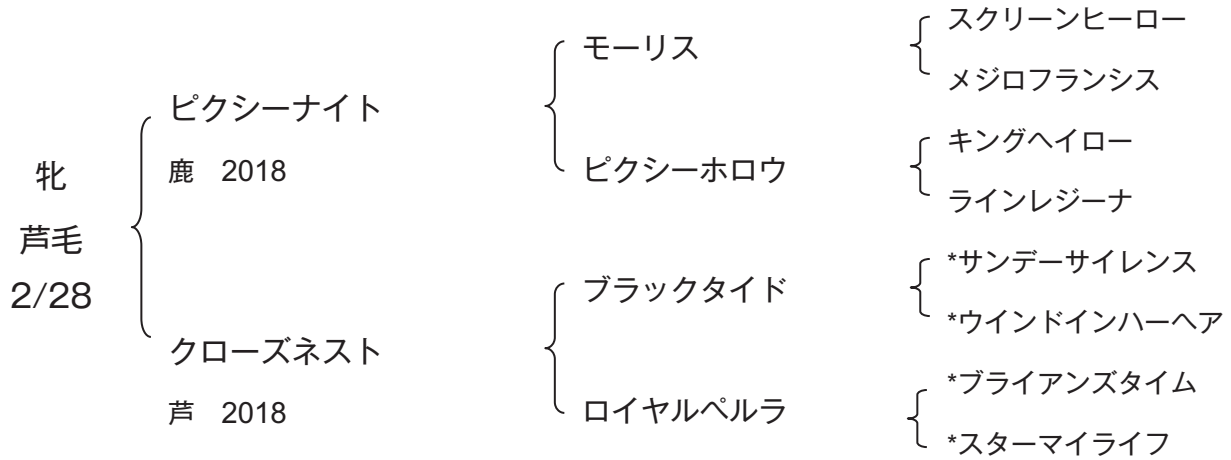 牝
芦毛
2/28
ピクシーナイト
鹿　2018
クローズネスト
芦　2018
モーリス
ピクシーホロウ
ブラックタイド
ロイヤルペルラ
スクリーンヒーロー
メジロフランシス
キングヘイロー
ラインレジーナ
*サンデーサイレンス
*ウインドインハーヘア
*ブライアンズタイム
*スターマイライフ